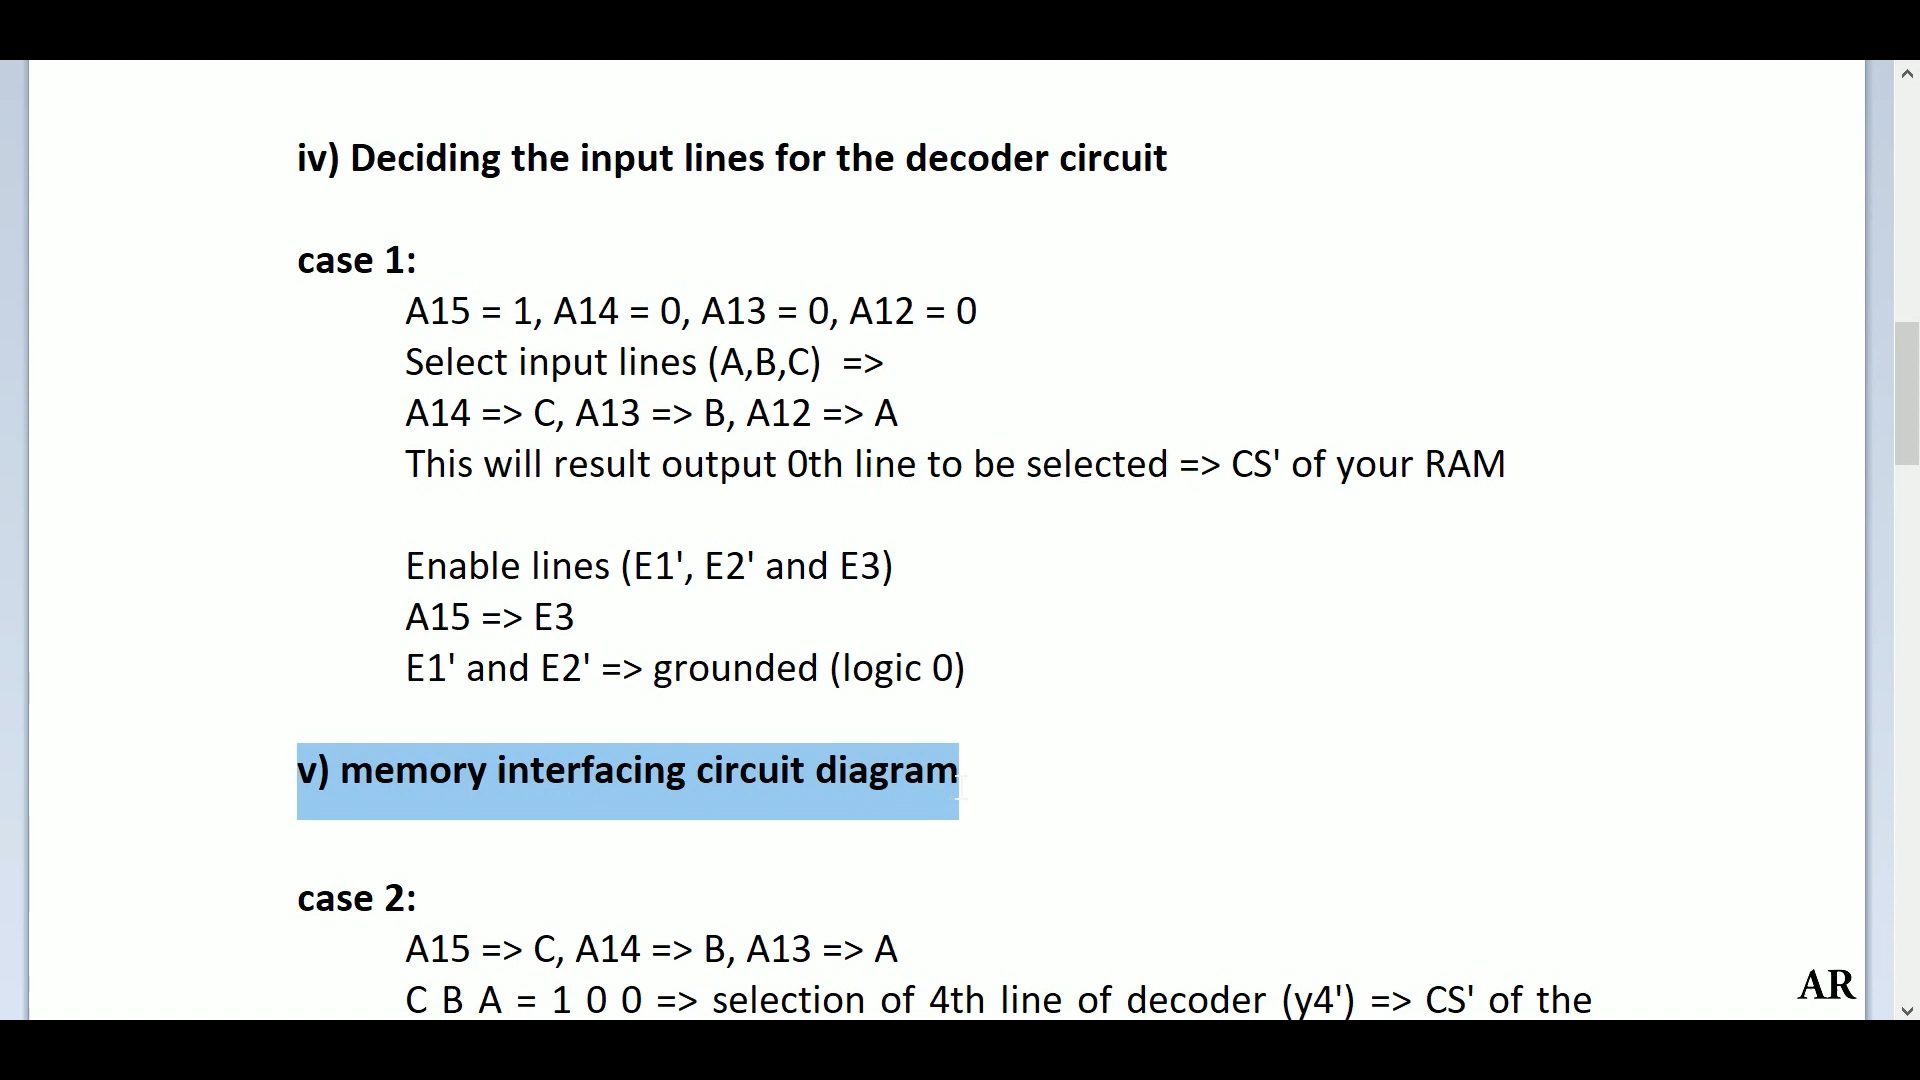 iv) Deciding the input lines for the decoder circuit
case 1:
A15 = 1, A14 = 0, A13 = 0, A12 = 0
Select input lines (A,B,C) =>
A14 => C, A13 => B, A12 => A
This will result output 0th line to be selected => CS' of your RAM
Enable lines (E1', E2' and E3)
A15 => E3
E1' and E2' => grounded (logic 0)
v) memory interfacing circuit diagram
case 2:
A15 => C, A14 => B, A13 => A
C B A = 1 0 0 => selection of 4th line of decoder (y4') => CS' of the
AR